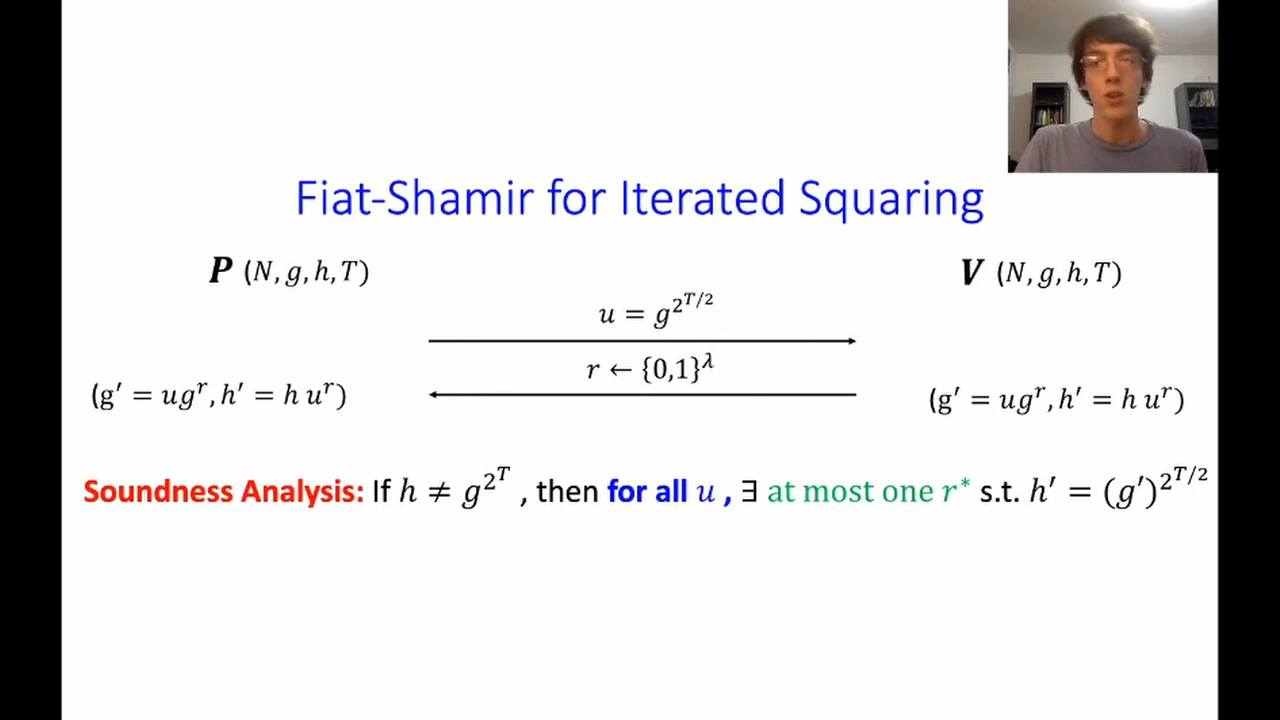 Fiat-Shamir for Iterated Squaring
P (N, g, h, T)
V (N, g, h, T)
u = g^{2^{T/2}}
r ← {0,1}^λ
(g′ = ug^r, h′ = h u^r)
(g′ = ug^r, h′ = h u^r)
Soundness Analysis: If h ≠ g^{2^T} , then for all u , ∃ at most one r* s.t. h′ = (g′)^{2^{T/2}}